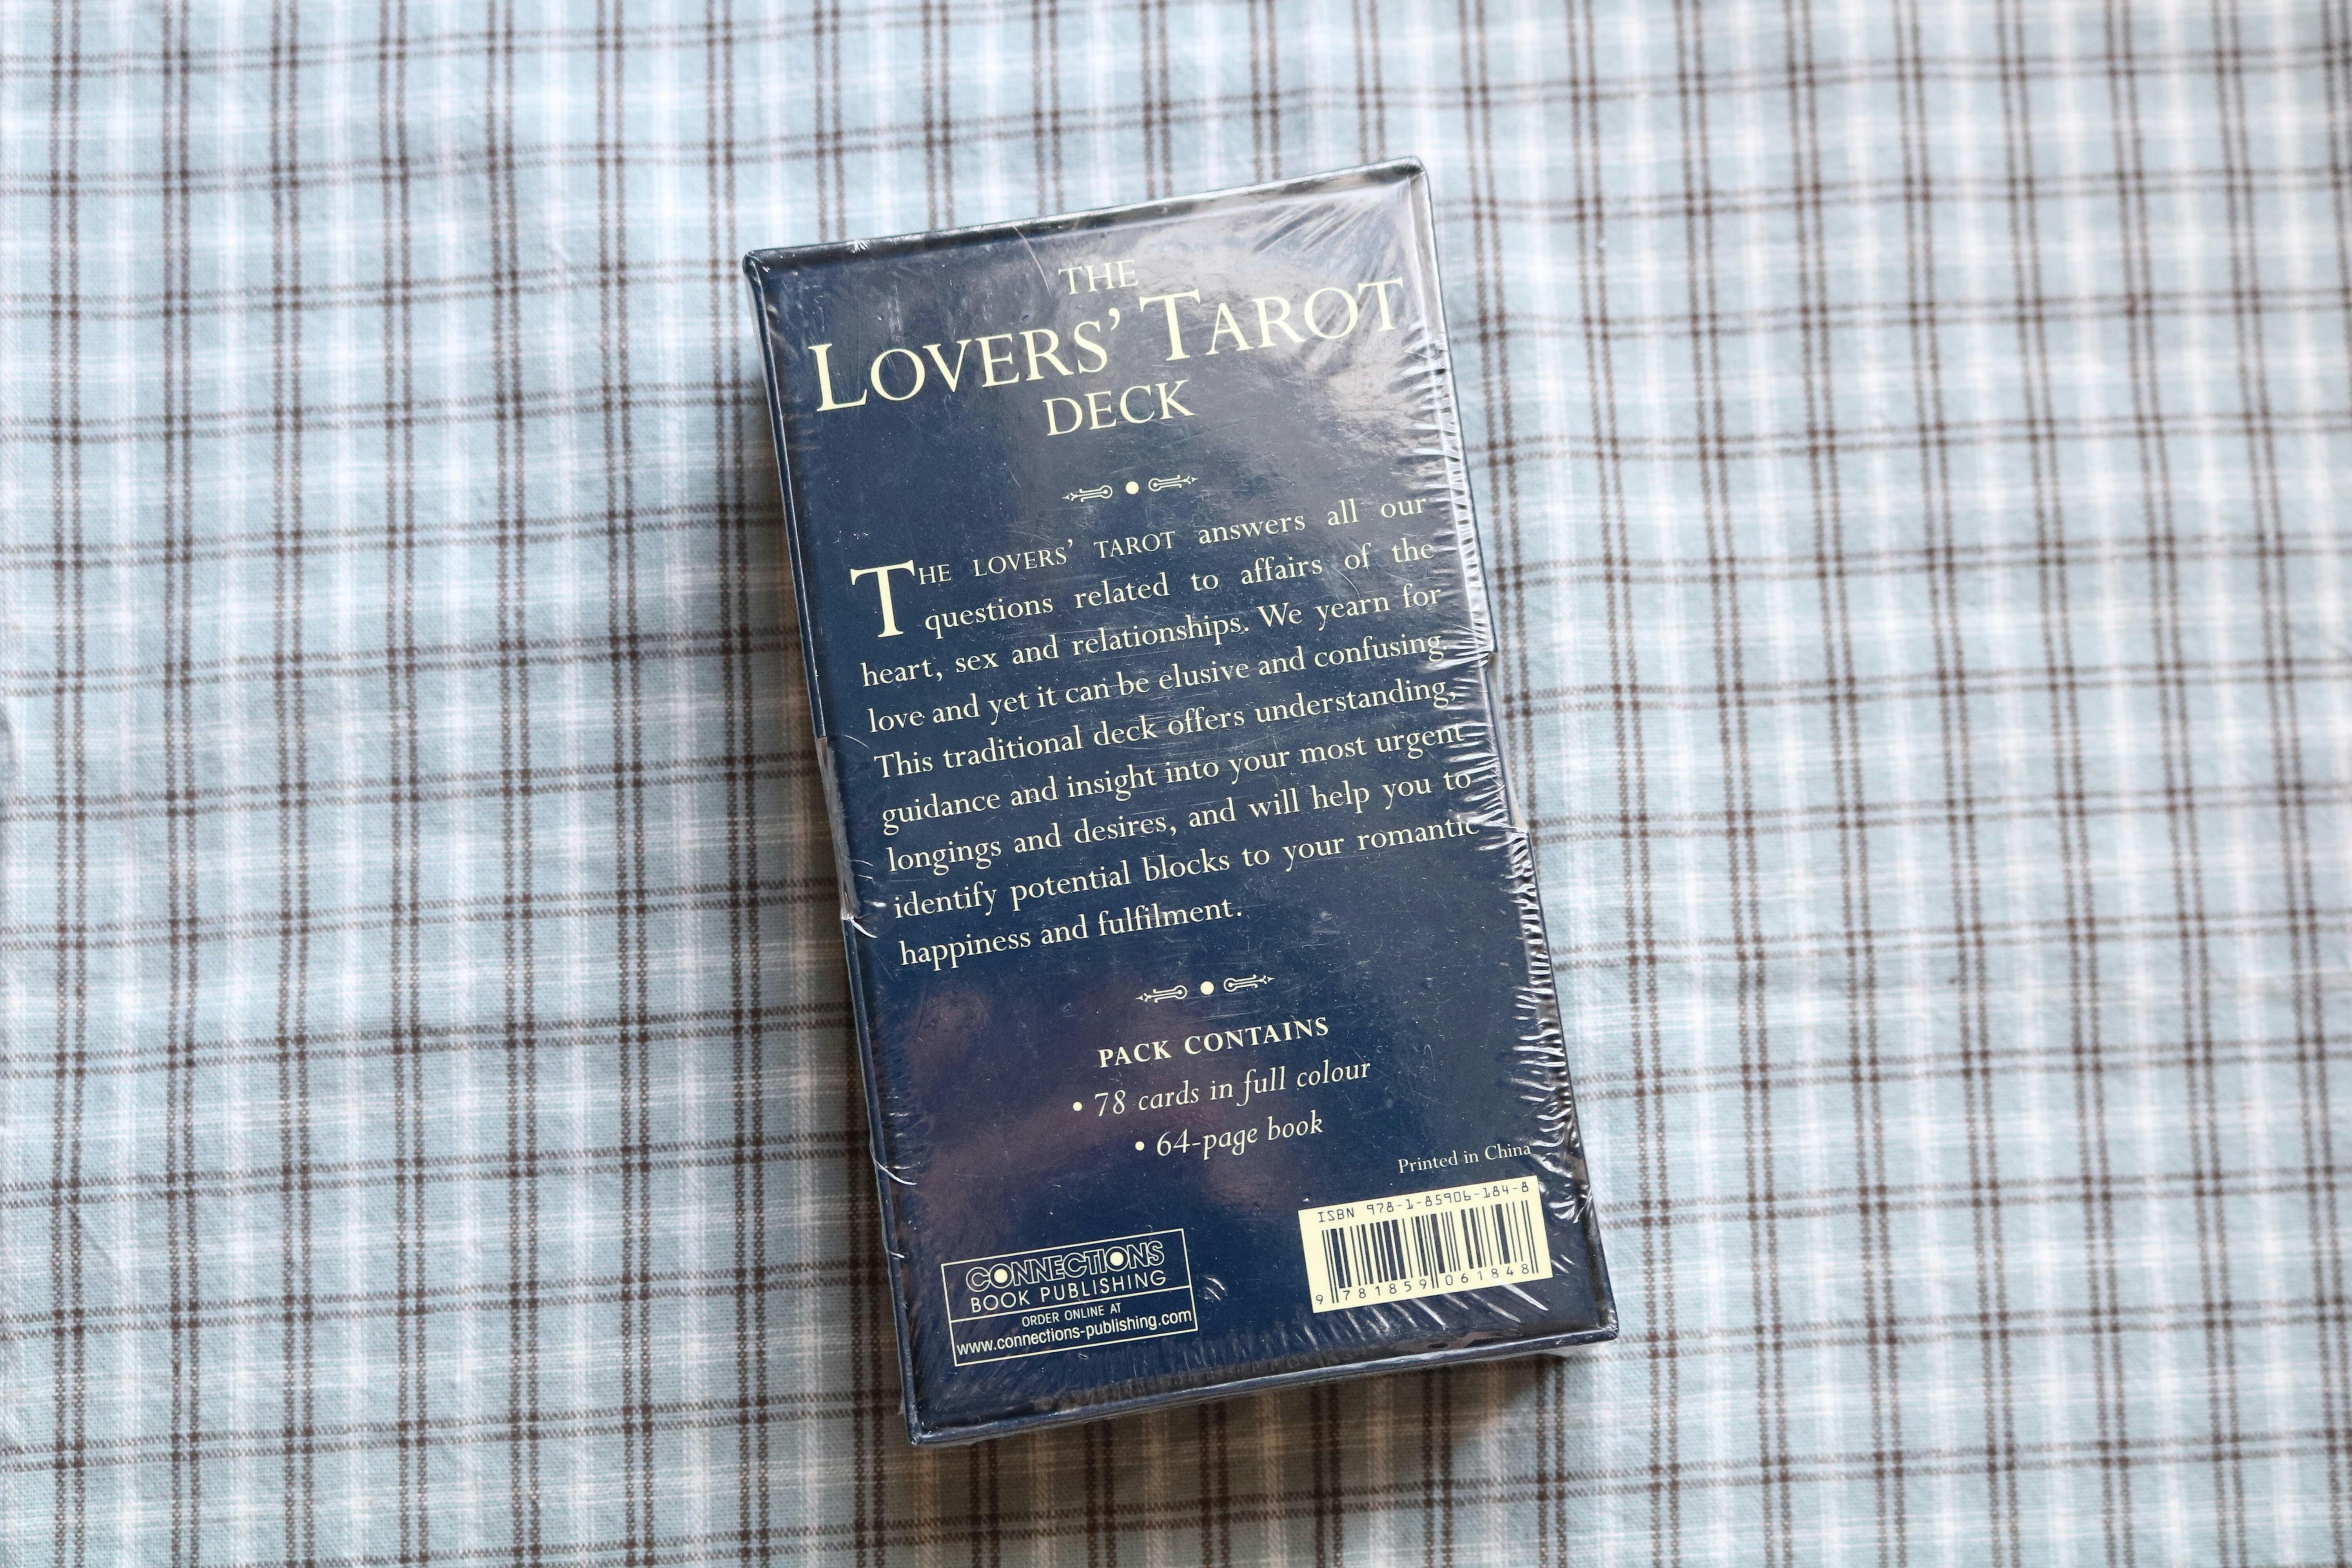 THE
LOVERS' TAROT
DECK
THE LOVERS' TAROT answers all our
questions related to affairs of the
heart, sex and relationships. We yearn for
love and yet it can be elusive and confusing.
This traditional deck offers understanding,
guidance and insight into your most urgent
longings and desires, and will help you to
identify potential blocks to your romantic
happiness and fulfilment.
PACK CONTAINS
• 78 cards in full colour
• 64-page book
Printed in China
ISBN 978-1-85906-184-8
9 781859 061848
CONNECTIONS
BOOK PUBLISHING
ORDER ONLINE AT
www.connections-publishing.com